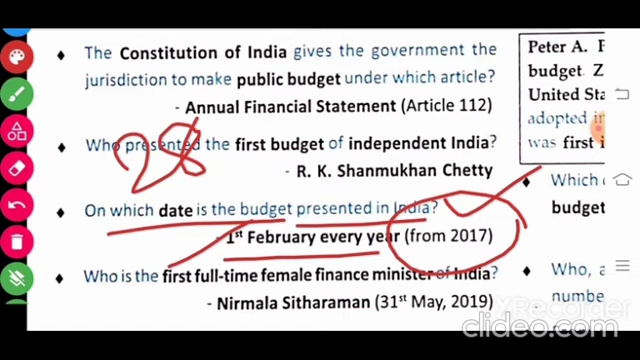 The Constitution of India gives the government the
jurisdiction to make public budget under which article?
- Annual Financial Statement (Article 112)
Who presented the first budget of independent India?
- R. K. Shanmukhan Chetty
On which date is the budget presented in India?
- 1st February every year (from 2017)
Who is the first full-time female finance minister of India?
- Nirmala Sitharaman (31st May, 2019)
28
Peter A.
budget. Z
United Sta
adopted in
was first i
Which
budget
Who, a
numbe
XRecorder
clideo.com